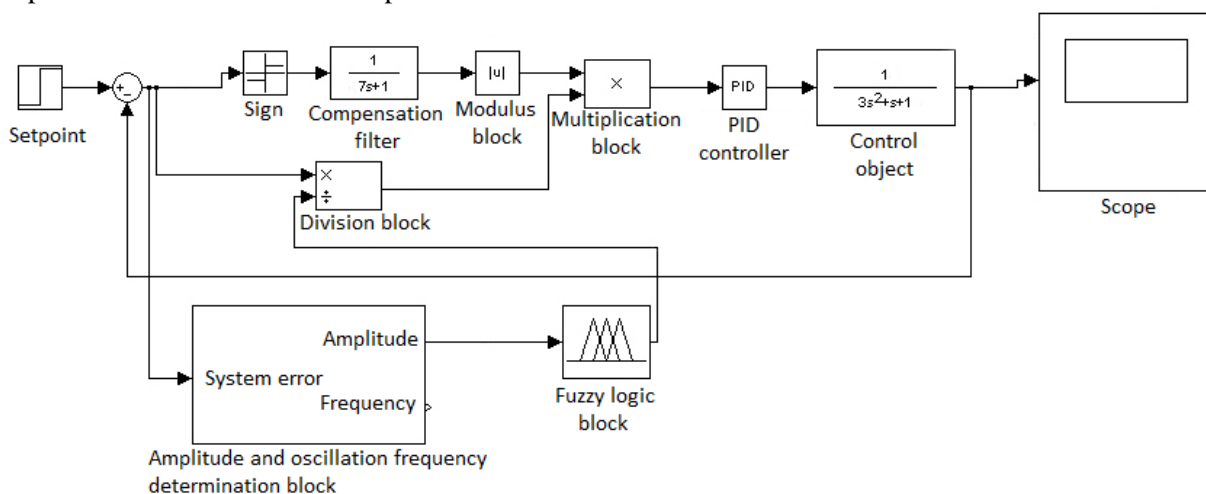 Setpoint
+
-
Sign
1
7s+1
Compensation
filter
|u|
Modulus
block
×
Multiplication
block
PID
PID
controller
1
3s²+s+1
Control
object
Scope
×
÷
Division block
Amplitude
System error
Frequency
Fuzzy logic
block
Amplitude and oscillation frequency
determination block